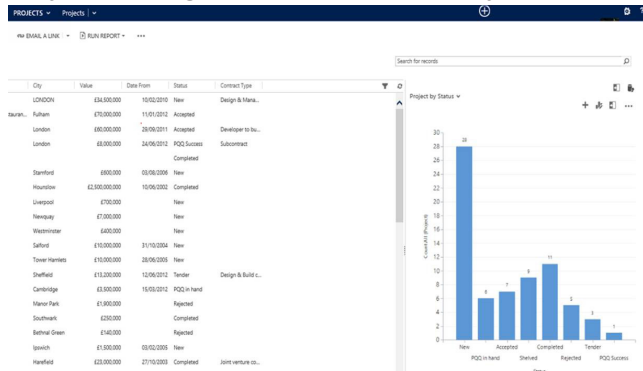 PROJECTS Projects
EMAIL A LINK RUN REPORT ...
Search for records
City Value Date From Status Contract Type
LONDON £34,500,000 10/02/2010 New Design & Mana...
tauran... Fulham £70,000,000 11/01/2012 Accepted
London £60,000,000 29/09/2011 Accepted Developer to bu...
London £8,000,000 24/06/2012 PQQ Success Subcontract
Completed
Stamford £600,000 03/08/2006 New
Hounslow £2,500,000,000 10/06/2002 Completed
Liverpool £700,000 New
Newquay £7,000,000 New
Westminster £400,000 New
Salford £10,000,000 31/10/2004 New
Tower Hamlets £10,000,000 28/06/2005 New
Sheffield £13,200,000 12/06/2012 Tender Design & Build c...
Cambridge £3,500,000 15/03/2012 PQQ in hand
Manor Park £1,900,000 Rejected
Southwark £250,000 Completed
Bethnal Green £140,000 Rejected
Ipswich £1,500,000 03/02/2005 New
Harefield £23,000,000 27/10/2003 Completed Joint venture co...
Project by Status
...
30
28
26
24
22
20
18
16
14
12
10
8
6
4
2
0
CountAll (Project)
28
6
7
9
11
5
3
1
New Accepted Completed Tender
PQQ in hand Shelved Rejected PQQ Success